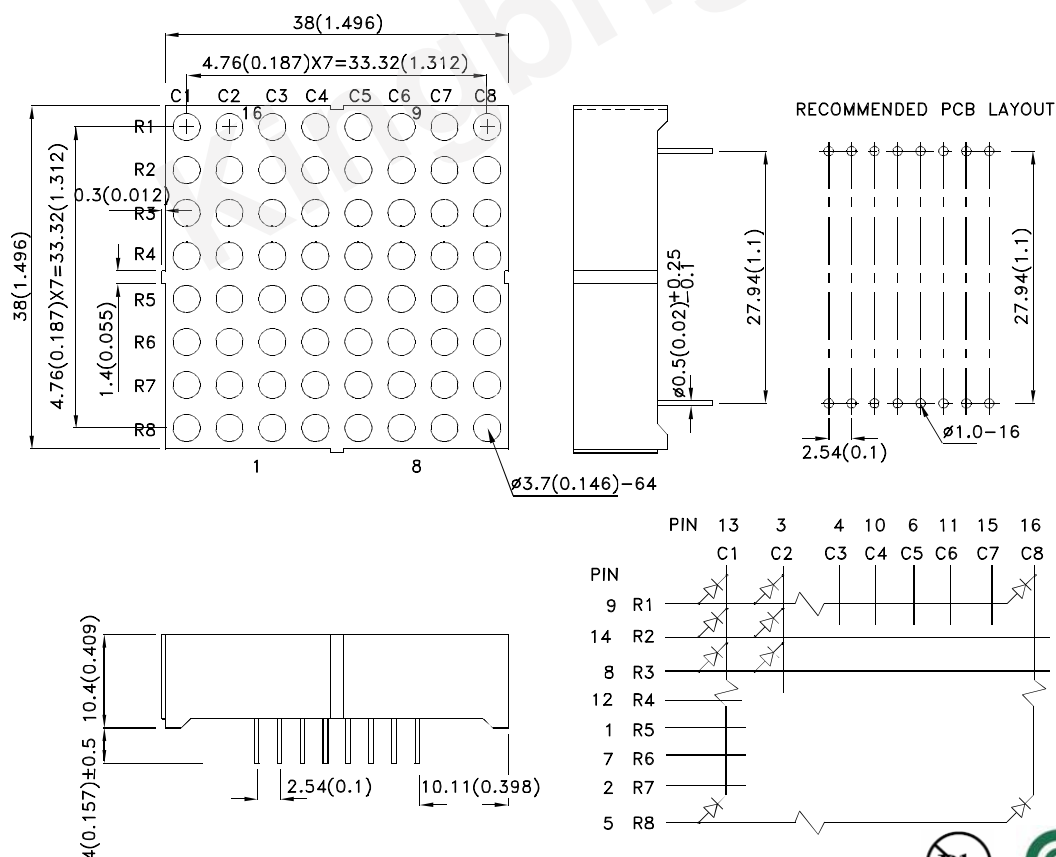 38(1.496)
4.76(0.187)X7=33.32(1.312)
C1 C2 C3 C4 C5 C6 C7 C8
16 9
R1
R2
R3
R4
R5
R6
R7
R8
38(1.496)
4.76(0.187)X7=33.32(1.312)
0.3(0.012)
1.4(0.055)
1 8
ø3.7(0.146)-64
ø0.5(0.02)+0.25
-0.1
27.94(1.1)
RECOMMENDED PCB LAYOUT
27.94(1.1)
ø1.0-16
2.54(0.1)
10.4(0.409)
4(0.157)±0.5
2.54(0.1)
10.11(0.398)
PIN 13 3 4 10 6 11 15 16
C1 C2 C3 C4 C5 C6 C7 C8
PIN
9 R1
14 R2
8 R3
12 R4
1 R5
7 R6
2 R7
5 R8